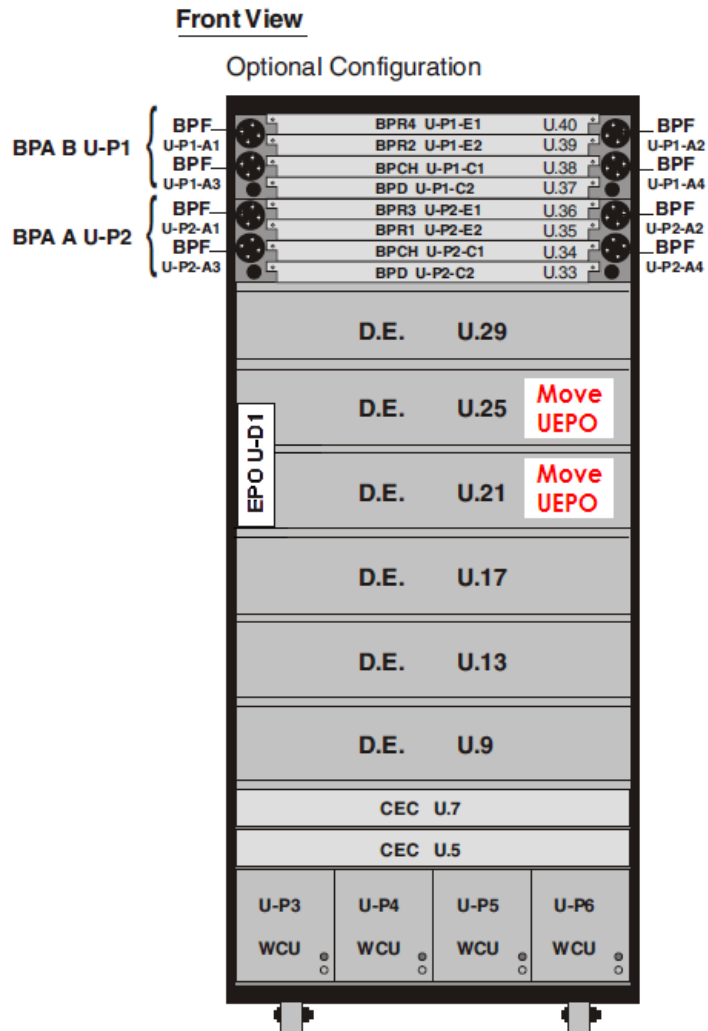 Front View
Optional Configuration
BPA B U-P1
BPF
U-P1-A1
BPF
U-P1-A3
BPR4 U-P1-E1 U.40
BPR2 U-P1-E2 U.39
BPCH U-P1-C1 U.38
BPD U-P1-C2 U.37
BPF
U-P1-A2
BPF
U-P1-A4
BPA A U-P2
BPF
U-P2-A1
BPF
U-P2-A3
BPR3 U-P2-E1 U.36
BPR1 U-P2-E2 U.35
BPCH U-P2-C1 U.34
BPD U-P2-C2 U.33
BPF
U-P2-A2
BPF
U-P2-A4
D.E. U.29
D.E. U.25
Move
UEPO
EPO U-D1
D.E. U.21
Move
UEPO
D.E. U.17
D.E. U.13
D.E. U.9
CEC U.7
CEC U.5
U-P3 U-P4 U-P5 U-P6
WCU WCU WCU WCU